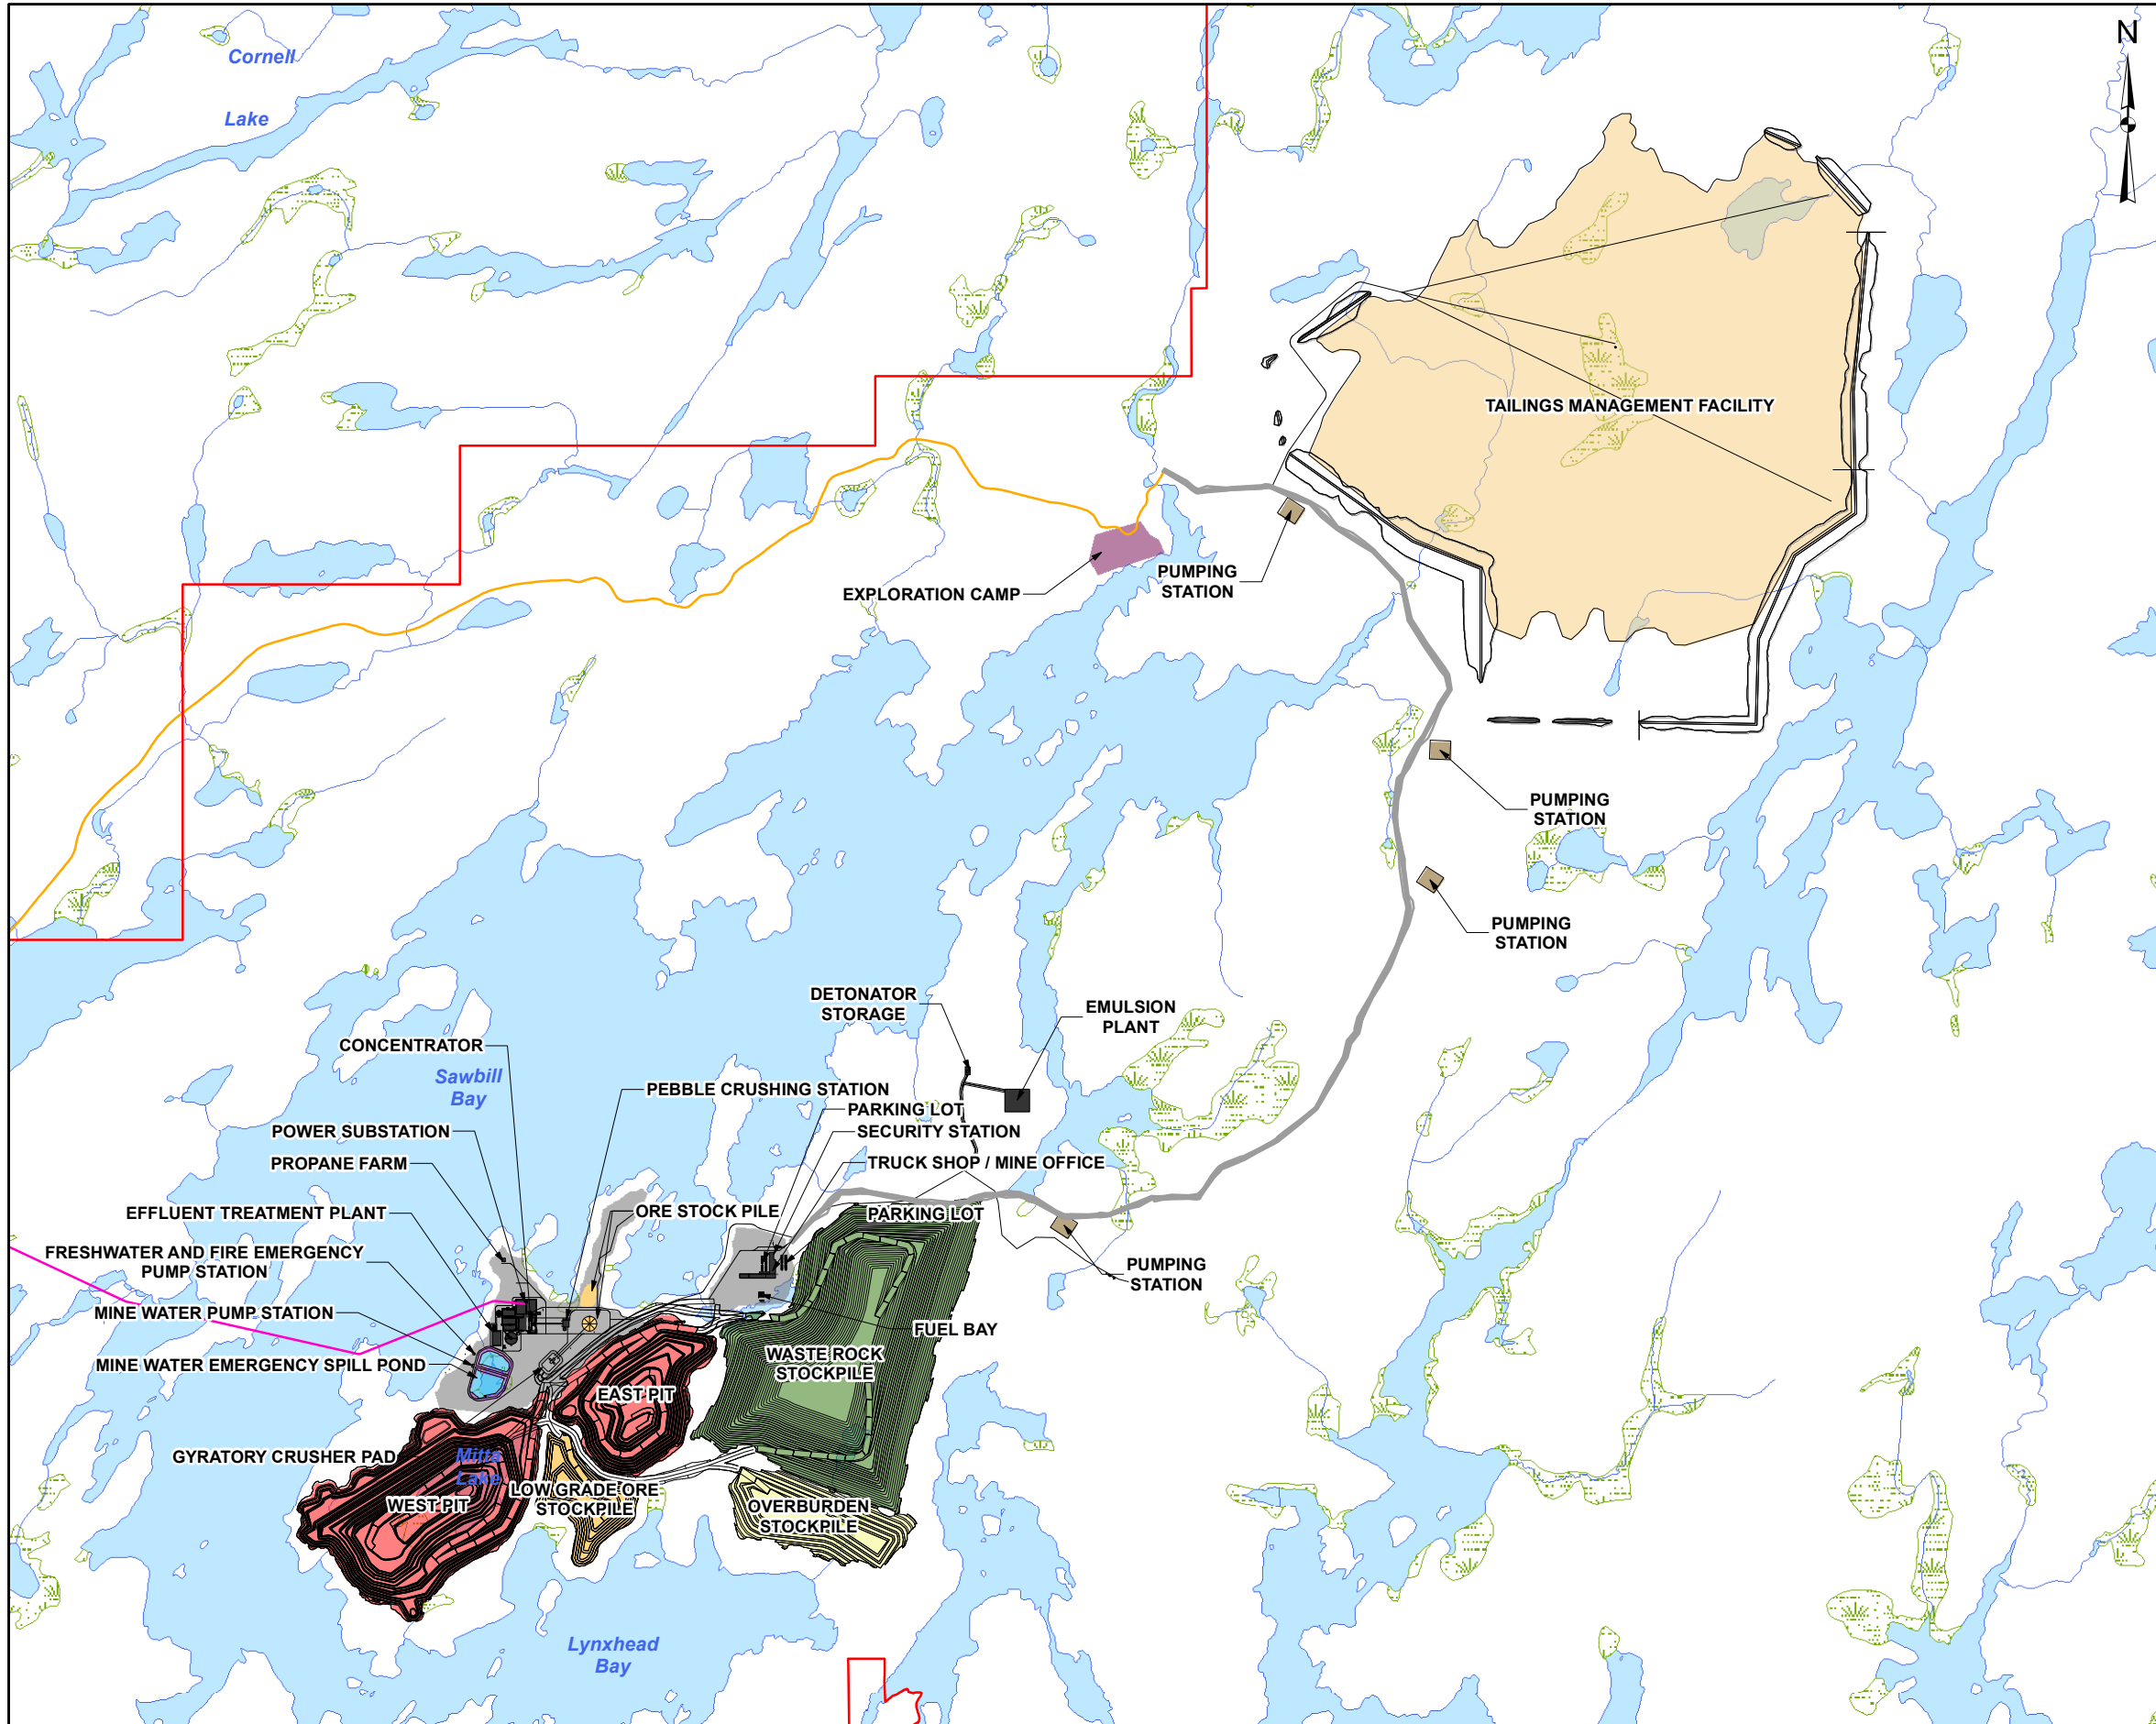 Cornell
Lake
N
TAILINGS MANAGEMENT FACILITY
EXPLORATION CAMP
PUMPING
STATION
PUMPING
STATION
PUMPING
STATION
DETONATOR
STORAGE
EMULSION
PLANT
CONCENTRATOR
Sawbill
Bay
PEBBLE CRUSHING STATION
PARKING LOT
SECURITY STATION
POWER SUBSTATION
PROPANE FARM
TRUCK SHOP / MINE OFFICE
EFFLUENT TREATMENT PLANT
ORE STOCK PILE
PARKING LOT
FRESHWATER AND FIRE EMERGENCY
PUMP STATION
PUMPING
STATION
MINE WATER PUMP STATION
FUEL BAY
MINE WATER EMERGENCY SPILL POND
WASTE ROCK
STOCKPILE
EAST PIT
GYRATORY CRUSHER PAD
Mitta
Lake
WEST PIT
LOW GRADE ORE
STOCKPILE
OVERBURDEN
STOCKPILE
Lynxhead
Bay